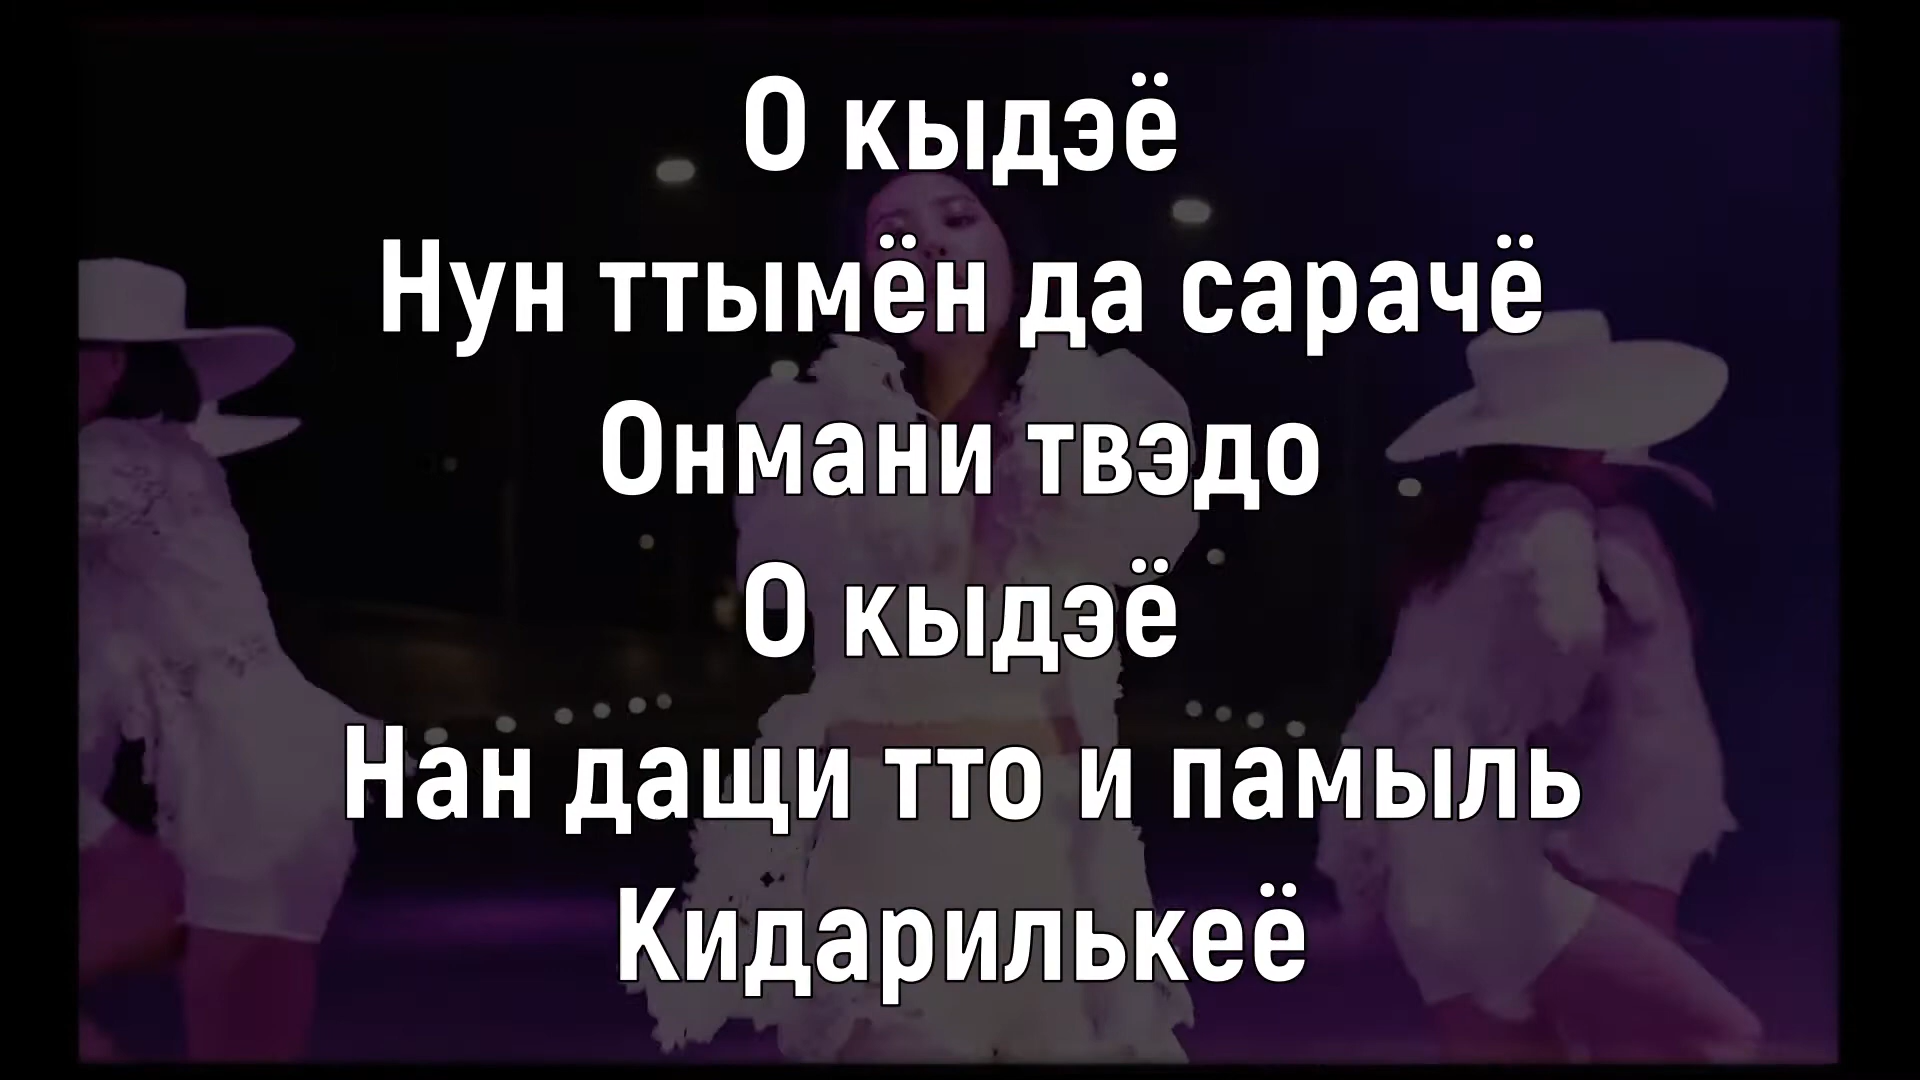 О кыдэё
Нун ттымён да сарачё
Онмани твэдо
О кыдэё
Нан дащи тто и памыль
Кидарилькеё